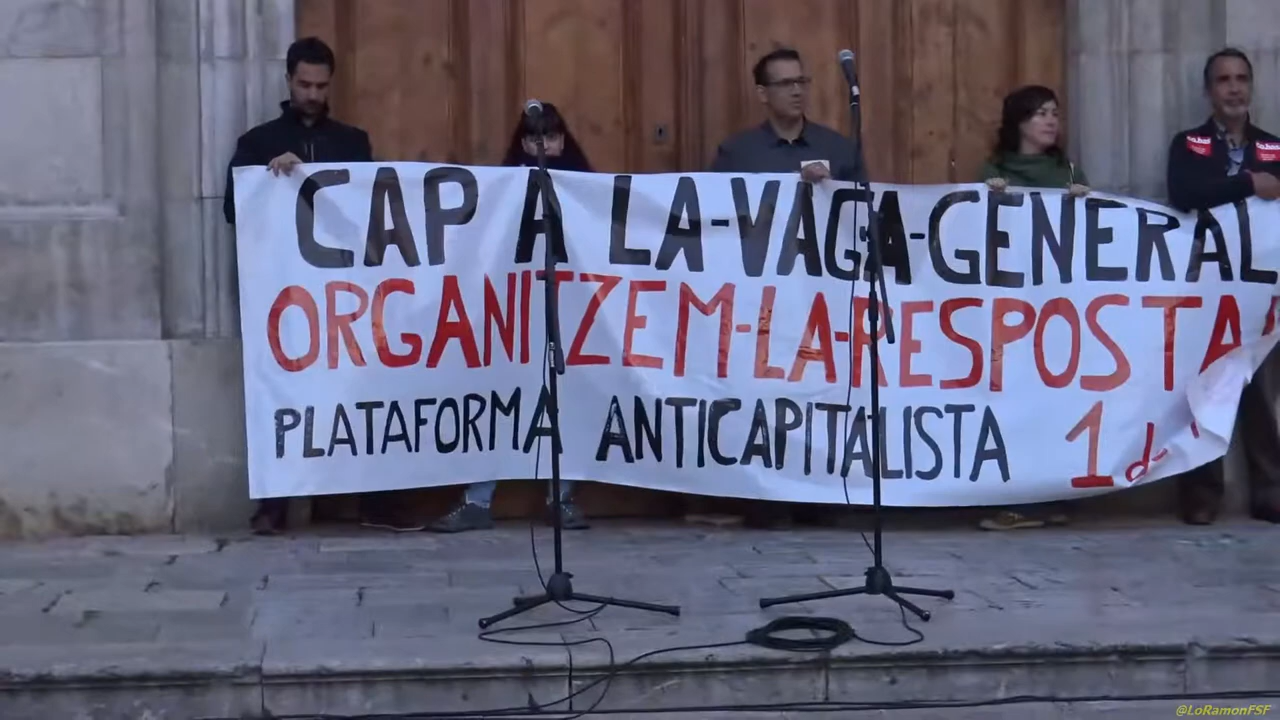 CAP A LA-VAGA-GENERAL
ORGANITZEM-LA-RESPOSTA!
PLATAFORMA ANTICAPITALISTA 1 d
@LoRamonFSF